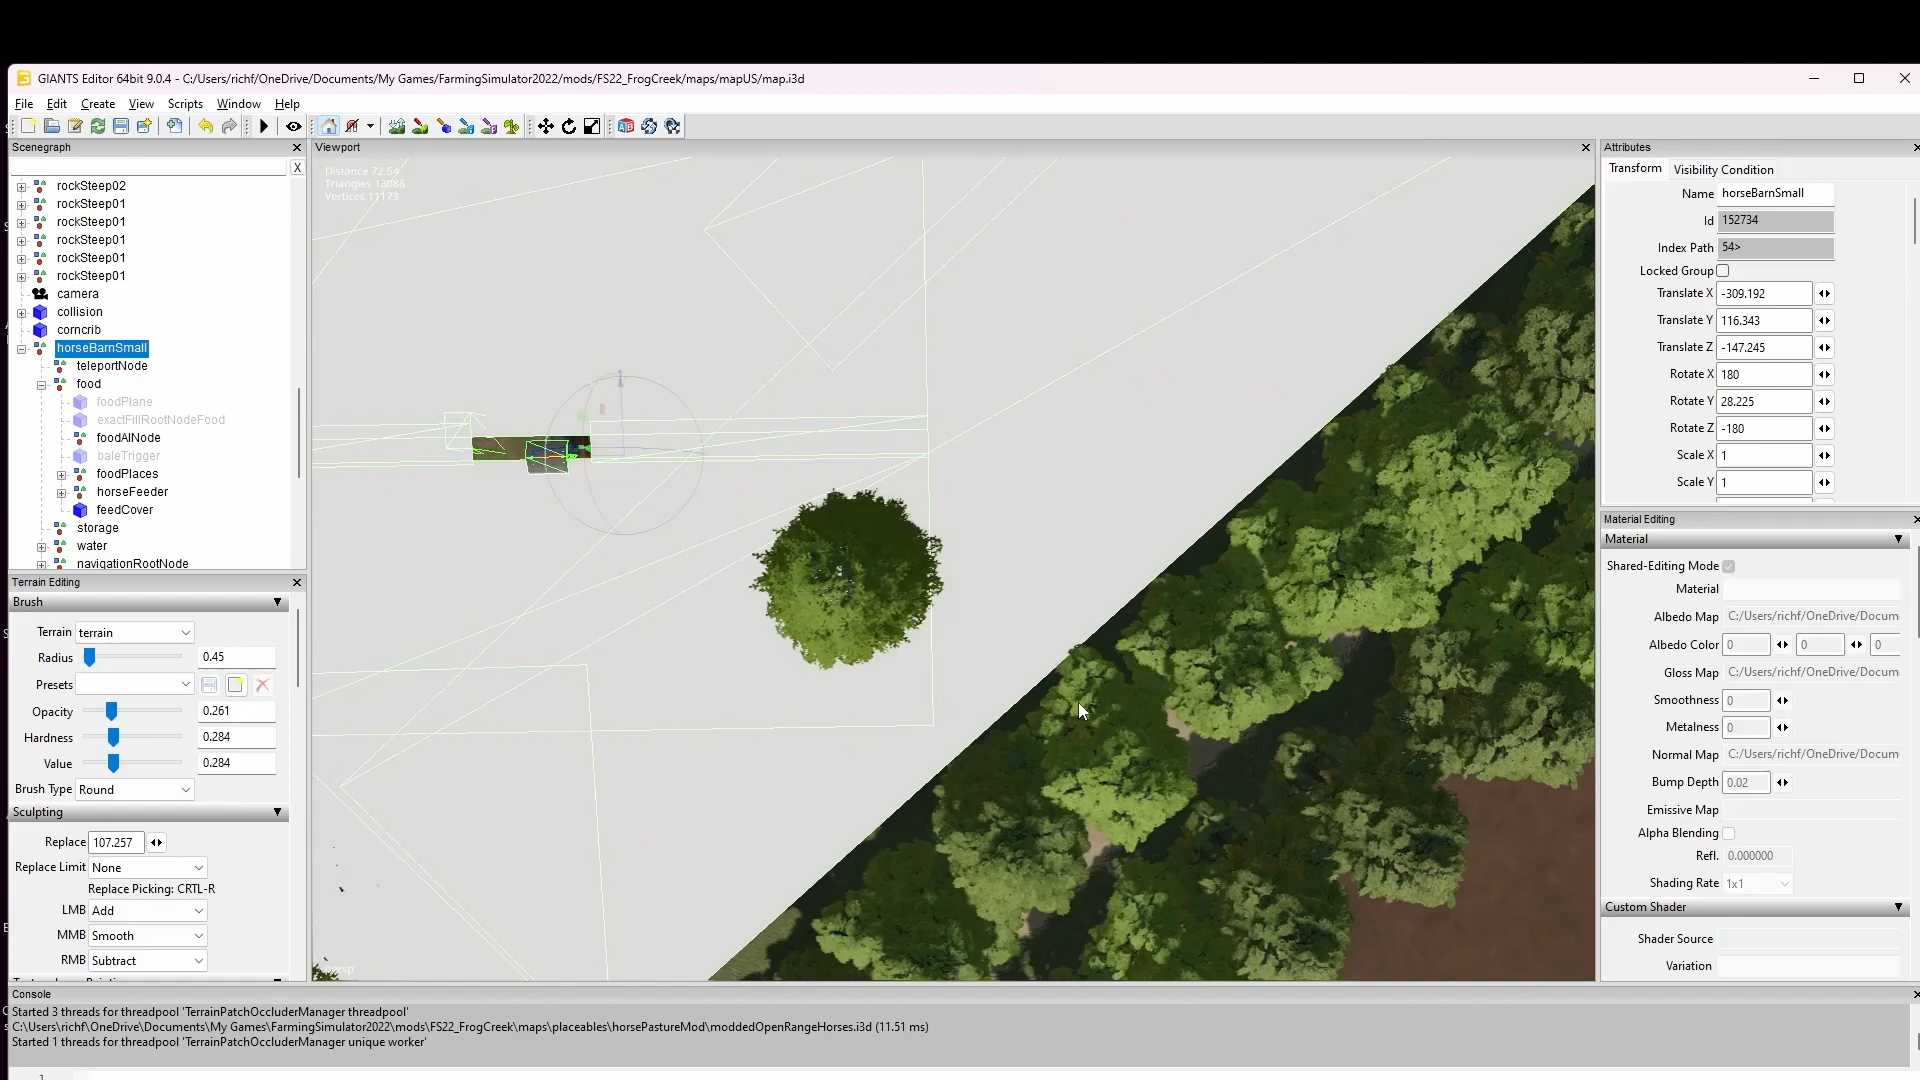 GIANTS Editor 64bit 9.0.4 - C:/Users/richf/OneDrive/Documents/My Games/FarmingSimulator2022/mods/FS22_FrogCreek/maps/mapUS/map.i3d
File Edit Create View Scripts Window Help
Scenegraph
X
rockSteep02
rockSteep01
rockSteep01
rockSteep01
rockSteep01
rockSteep01
camera
collision
corncrib
horseBarnSmall
teleportNode
food
foodPlane
exactFillRootNodeFood
foodAINode
baleTrigger
foodPlaces
horseFeeder
feedCover
storage
water
navigationRootNode
Terrain Editing
Brush
Terrain terrain
Radius 0.45
Presets
Opacity 0.261
Hardness 0.284
Value 0.284
Brush Type Round
Sculpting
Replace 107.257
Replace Limit None
Replace Picking: CRTL-R
LMB Add
MMB Smooth
RMB Subtract
Viewport
Distance 72.54
Triangles 13088
Vertices 11173
persp
Attributes
Transform Visibility Condition
Name horseBarnSmall
Id 152734
Index Path 54>
Locked Group
Translate X -309.192
Translate Y 116.343
Translate Z -147.245
Rotate X 180
Rotate Y 28.225
Rotate Z -180
Scale X 1
Scale Y 1
Material Editing
Material
Shared-Editing Mode
Material
Albedo Map C:/Users/richf/OneDrive/Docum
Albedo Color 0 0 0
Gloss Map C:/Users/richf/OneDrive/Docum
Smoothness 0
Metalness 0
Normal Map C:/Users/richf/OneDrive/Docum
Bump Depth 0.02
Emissive Map
Alpha Blending
Refl. 0.000000
Shading Rate 1x1
Custom Shader
Shader Source
Variation
Console
Started 3 threads for threadpool 'TerrainPatchOccluderManager threadpool'
C:\Users\richf\OneDrive\Documents\My Games\FarmingSimulator2022\mods\FS22_FrogCreek\maps\placeables\horsePastureMod\moddedOpenRangeHorses.i3d (11.51 ms)
Started 1 threads for threadpool 'TerrainPatchOccluderManager unique worker'
1